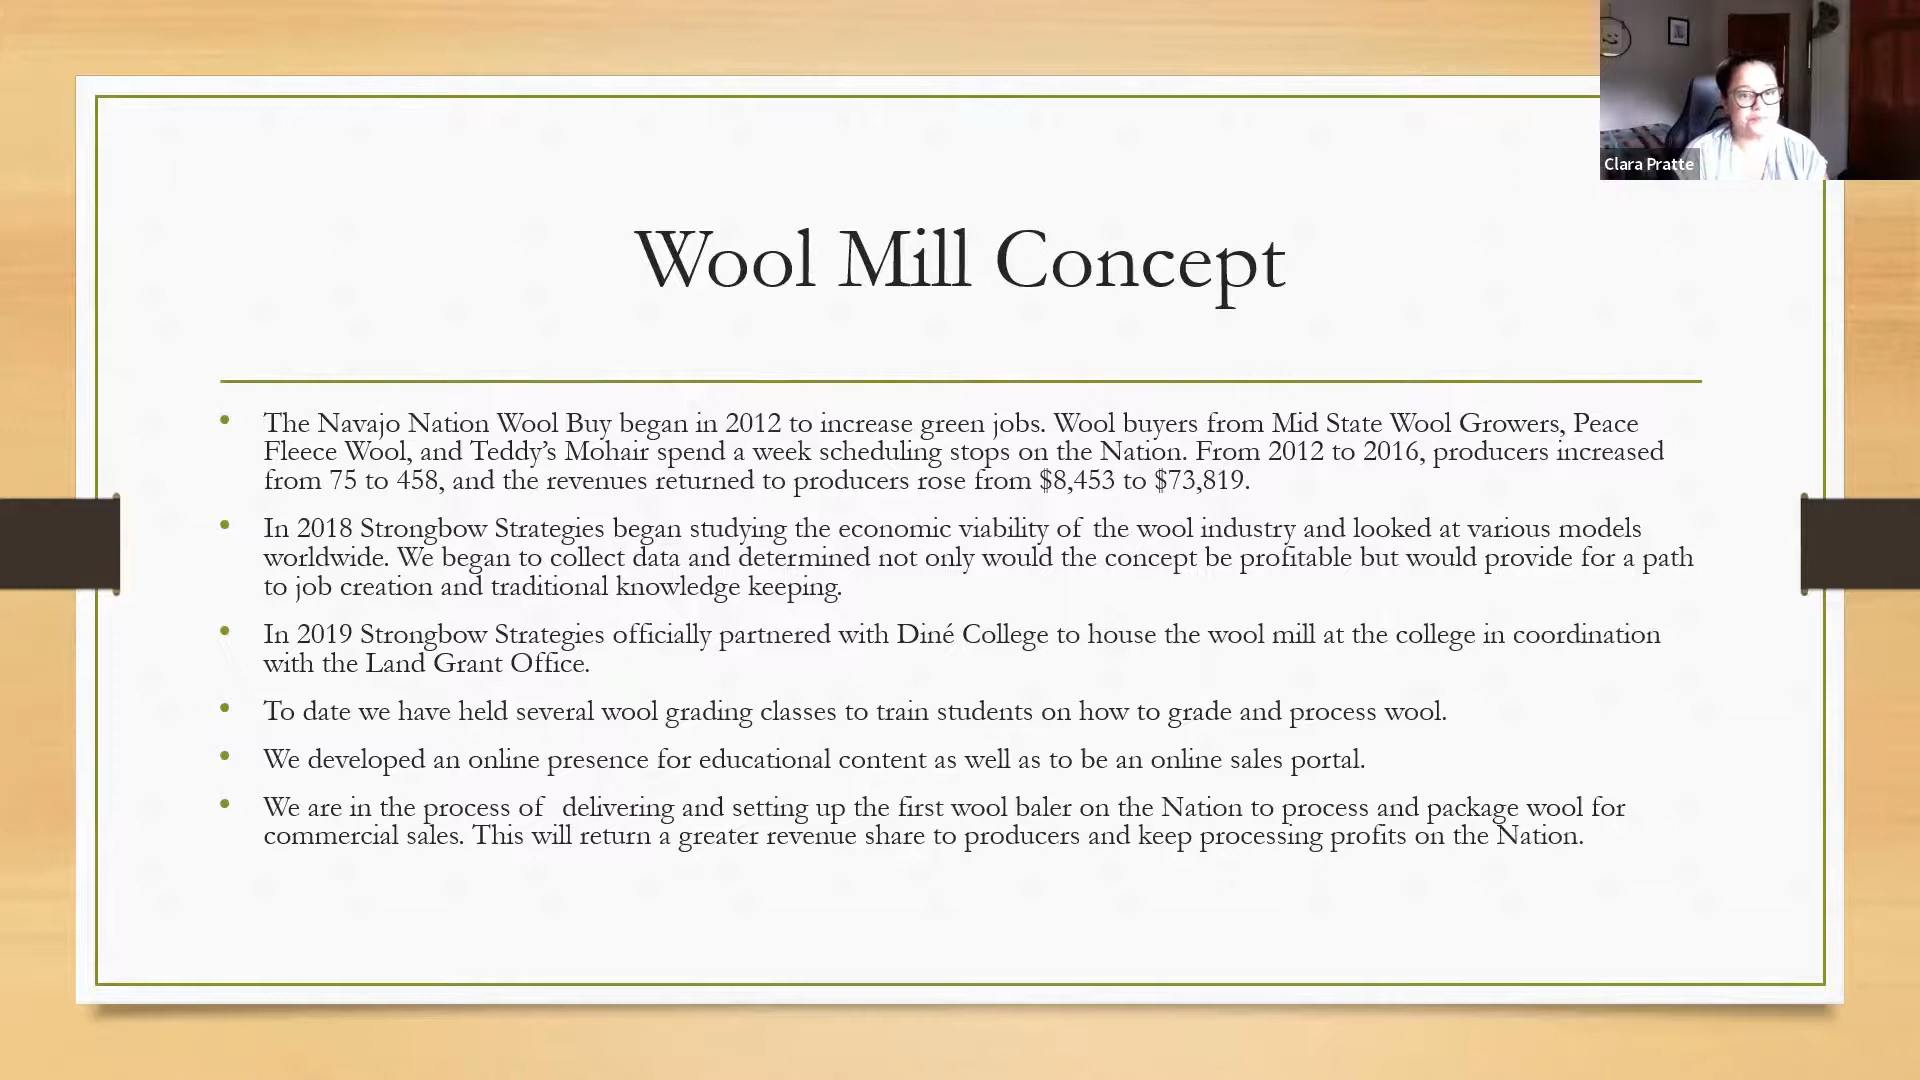 Clara Pratte
Wool Mill Concept
• The Navajo Nation Wool Buy began in 2012 to increase green jobs. Wool buyers from Mid State Wool Growers, Peace
Fleece Wool, and Teddy’s Mohair spend a week scheduling stops on the Nation. From 2012 to 2016, producers increased
from 75 to 458, and the revenues returned to producers rose from $8,453 to $73,819.
• In 2018 Strongbow Strategies began studying the economic viability of the wool industry and looked at various models
worldwide. We began to collect data and determined not only would the concept be profitable but would provide for a path
to job creation and traditional knowledge keeping.
• In 2019 Strongbow Strategies officially partnered with Diné College to house the wool mill at the college in coordination
with the Land Grant Office.
• To date we have held several wool grading classes to train students on how to grade and process wool.
• We developed an online presence for educational content as well as to be an online sales portal.
• We are in the process of  delivering and setting up the first wool baler on the Nation to process and package wool for
commercial sales. This will return a greater revenue share to producers and keep processing profits on the Nation.